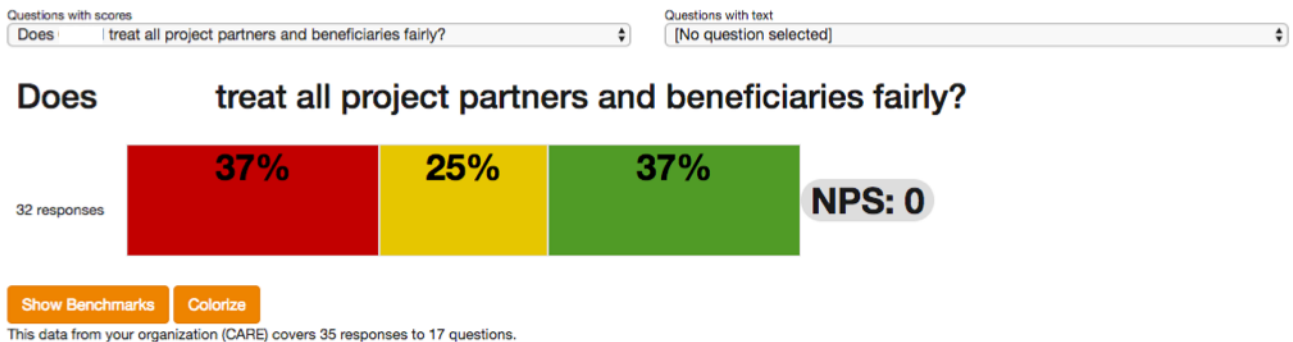 Questions with scores
Questions with text
Does treat all project partners and beneficiaries fairly?
[No question selected]
Does treat all project partners and beneficiaries fairly?
37%
25%
37%
32 responses
NPS: 0
Show Benchmarks
Colorize
This data from your organization (CARE) covers 35 responses to 17 questions.